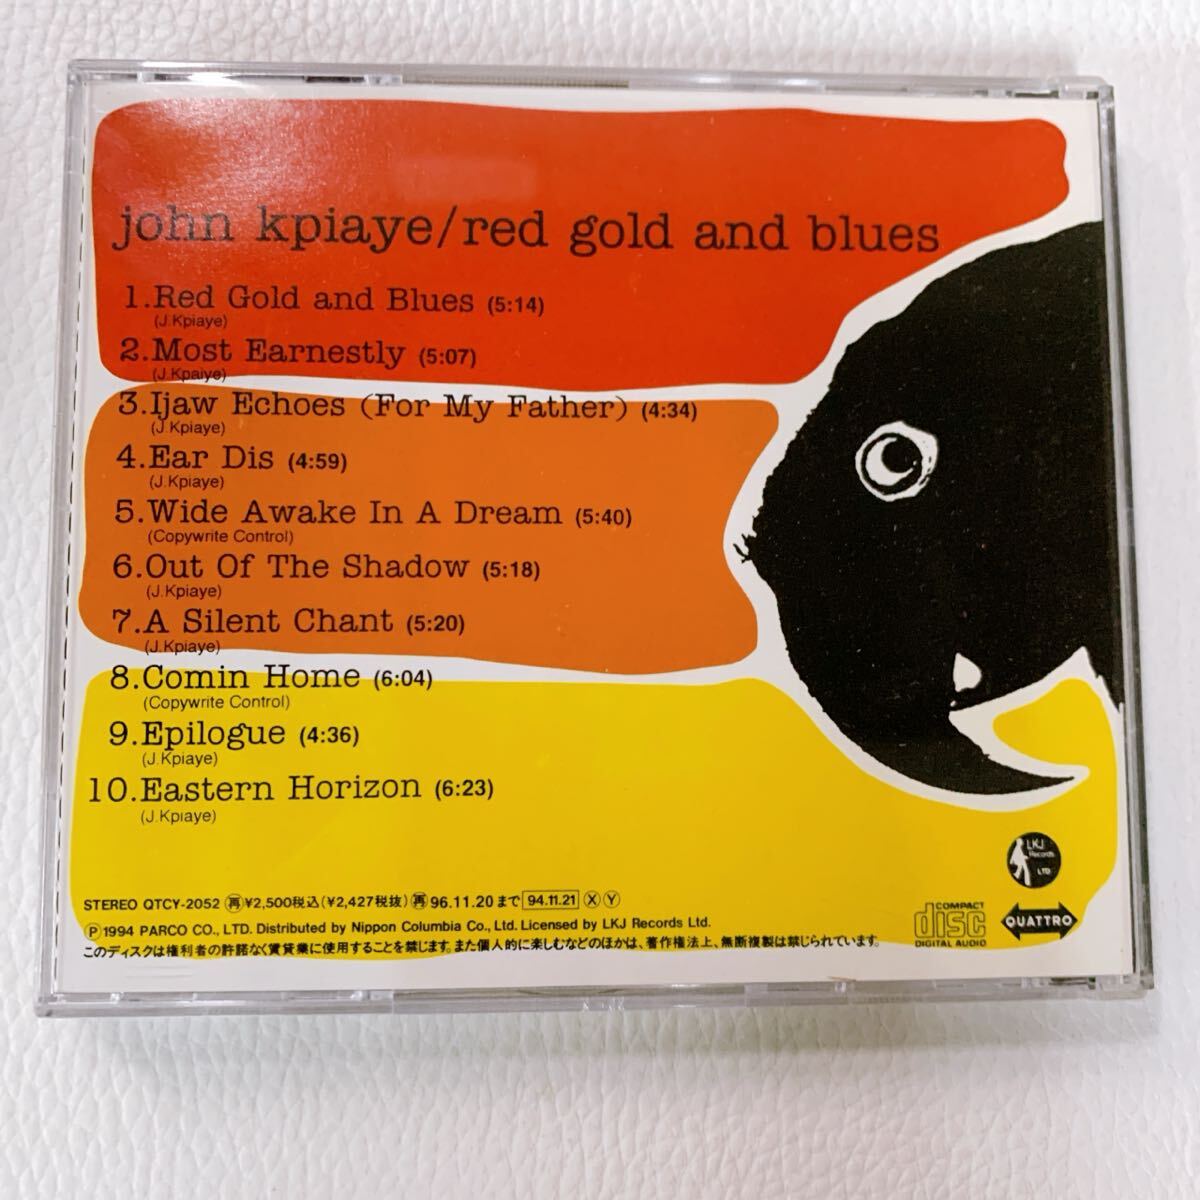 john kpiaye/red gold and blues
1.Red Gold and Blues (5:14)
(J.Kpiaye)
2.Most Earnestly (5:07)
(J.Kpaiye)
3.Ijaw Echoes (For My Father) (4:34)
(J.Kpiaye)
4.Ear Dis (4:59)
(J.Kpiaye)
5.Wide Awake In A Dream (5:40)
(Copywrite Control)
6.Out Of The Shadow (5:18)
(J.Kpiaye)
7.A Silent Chant (5:20)
(J.Kpiaye)
8.Comin Home (6:04)
(Copywrite Control)
9.Epilogue (4:36)
(J.Kpiaye)
10.Eastern Horizon (6:23)
(J.Kpiaye)
LKJ
Records
LTD
STEREO QTCY-2052 再¥2,500税込(¥2,427税抜)再96.11.20まで 94.11.21 X Y
Ⓟ1994 PARCO CO., LTD. Distributed by Nippon Columbia Co., Ltd. Licensed by LKJ Records Ltd.
このディスクは権利者の許諾なく賃貸業に使用することを禁じます。また個人的に楽しむなどのほかは、著作権法上、無断複製は禁じられています。
COMPACT
disc
DIGITAL AUDIO
QUATTRO